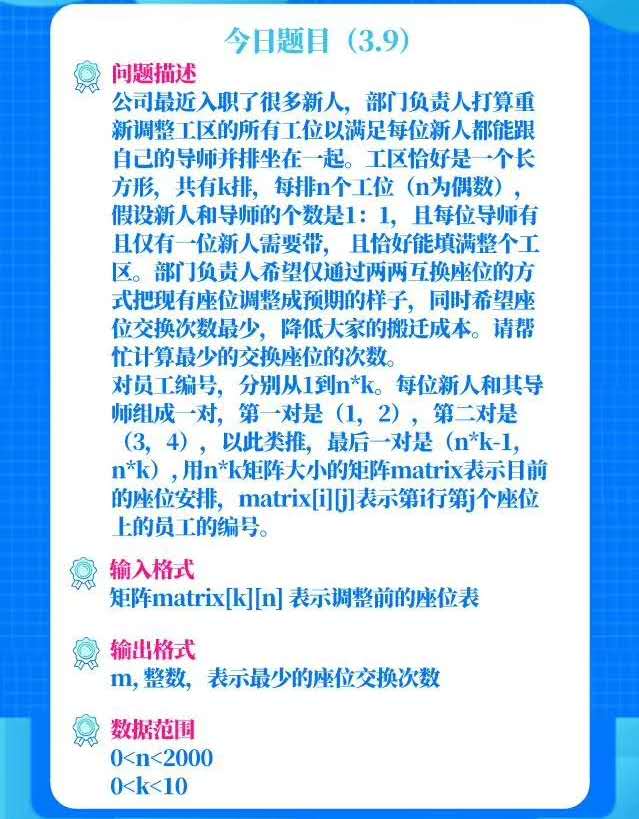 今日题目（3.9）
问题描述
公司最近入职了很多新人，部门负责人打算重
新调整工区的所有工位以满足每位新人都能跟
自己的导师并排坐在一起。工区恰好是一个长
方形，共有k排，每排n个工位（n为偶数），
假设新人和导师的个数是1：1，且每位导师有
且仅有一位新人需要带， 且恰好能填满整个工
区。部门负责人希望仅通过两两互换座位的方
式把现有座位调整成预期的样子，同时希望座
位交换次数最少，降低大家的搬迁成本。请帮
忙计算最少的交换座位的次数。
对员工编号，分别从1到n*k。每位新人和其导
师组成一对，第一对是（1，2），第二对是
（3，4），以此类推，最后一对是（n*k-1，
n*k）, 用n*k矩阵大小的矩阵matrix表示目前
的座位安排，matrix[i][j]表示第i行第j个座位
上的员工的编号。
输入格式
矩阵matrix[k][n] 表示调整前的座位表
输出格式
m, 整数，表示最少的座位交换次数
数据范围
0<n<2000
0<k<10